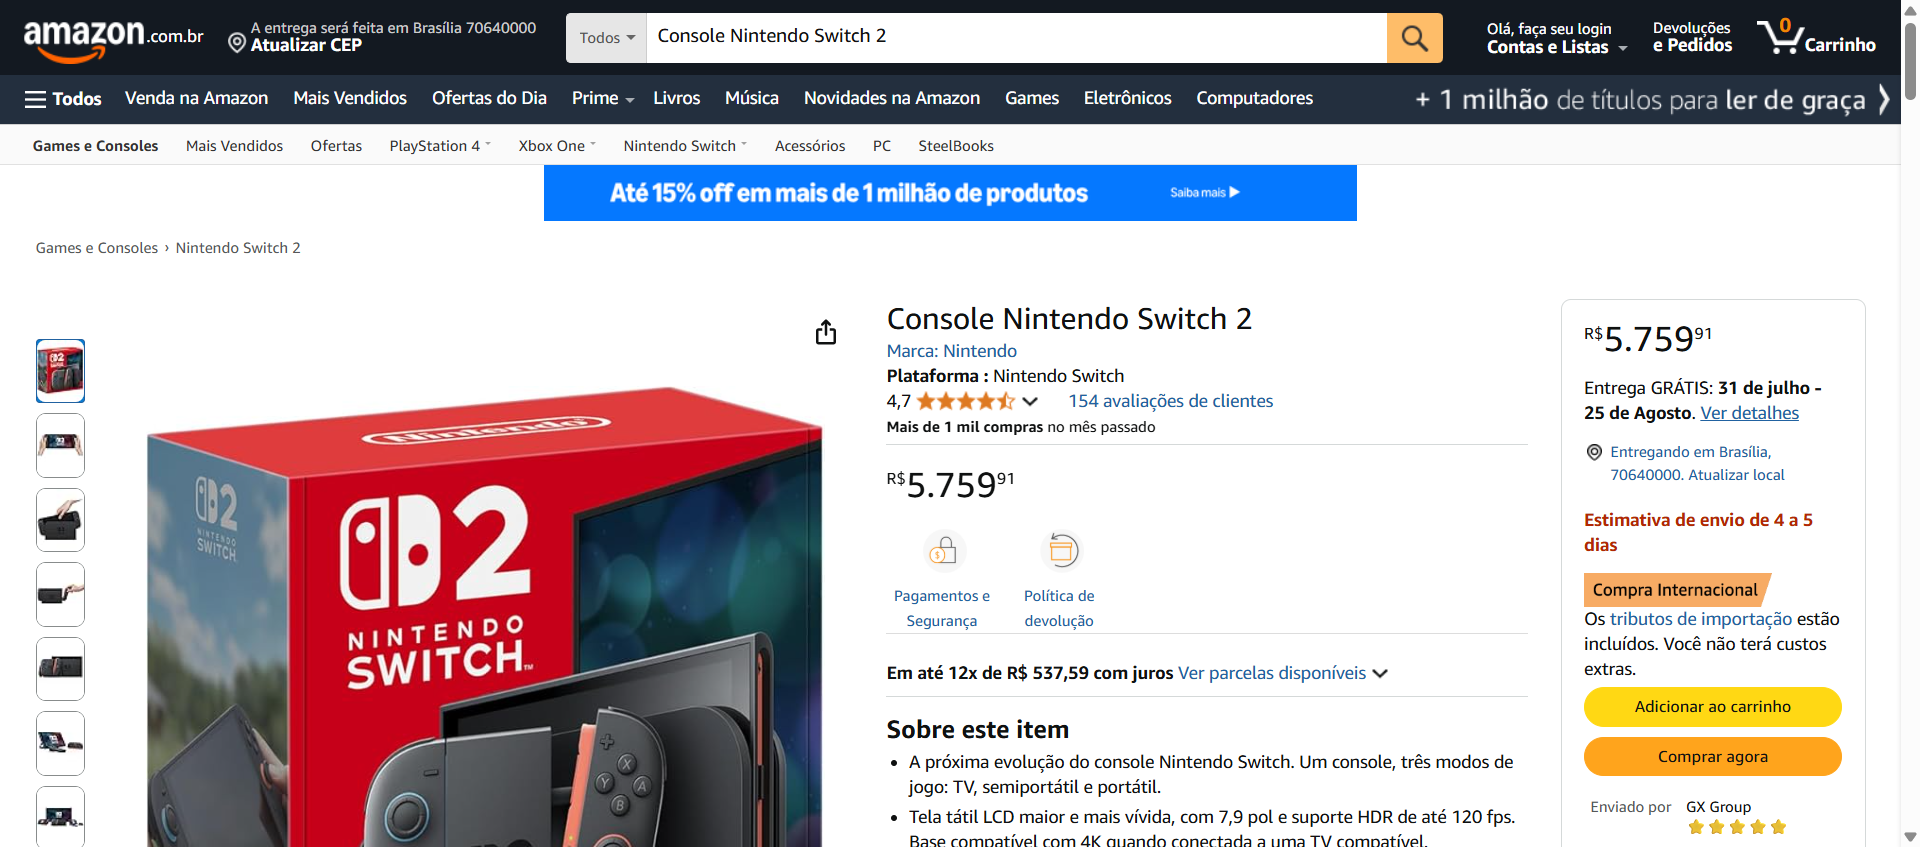 amazon.com.br
A entrega será feita em Brasília 70640000
Atualizar CEP
Todos
Console Nintendo Switch 2
Olá, faça seu login
Contas e Listas
Devoluções
e Pedidos
0
Carrinho
Todos
Venda na Amazon
Mais Vendidos
Ofertas do Dia
Prime
Livros
Música
Novidades na Amazon
Games
Eletrônicos
Computadores
+ 1 milhão de títulos para ler de graça
Games e Consoles
Mais Vendidos
Ofertas
PlayStation 4
Xbox One
Nintendo Switch
Acessórios
PC
SteelBooks
Até 15% off em mais de 1 milhão de produtos
Saiba mais
Games e Consoles › Nintendo Switch 2
Nintendo
2
NINTENDO
SWITCH
2
NINTENDO
SWITCH™
X
Y
A
B
Console Nintendo Switch 2
Marca: Nintendo
Plataforma : Nintendo Switch
4,7
154 avaliações de clientes
Mais de 1 mil compras no mês passado
R$5.75991
Pagamentos e
Segurança
Política de
devolução
Em até 12x de R$ 537,59 com juros Ver parcelas disponíveis
Sobre este item
• A próxima evolução do console Nintendo Switch. Um console, três modos de
jogo: TV, semiportátil e portátil.
• Tela tátil LCD maior e mais vívida, com 7,9 pol e suporte HDR de até 120 fps.
Base compatível com 4K quando conectada a uma TV compatível.
R$5.75991
Entrega GRÁTIS: 31 de julho -
25 de Agosto. Ver detalhes
Entregando em Brasília,
70640000. Atualizar local
Estimativa de envio de 4 a 5
dias
Compra Internacional
Os tributos de importação estão
incluídos. Você não terá custos
extras.
Adicionar ao carrinho
Comprar agora
Enviado por GX Group